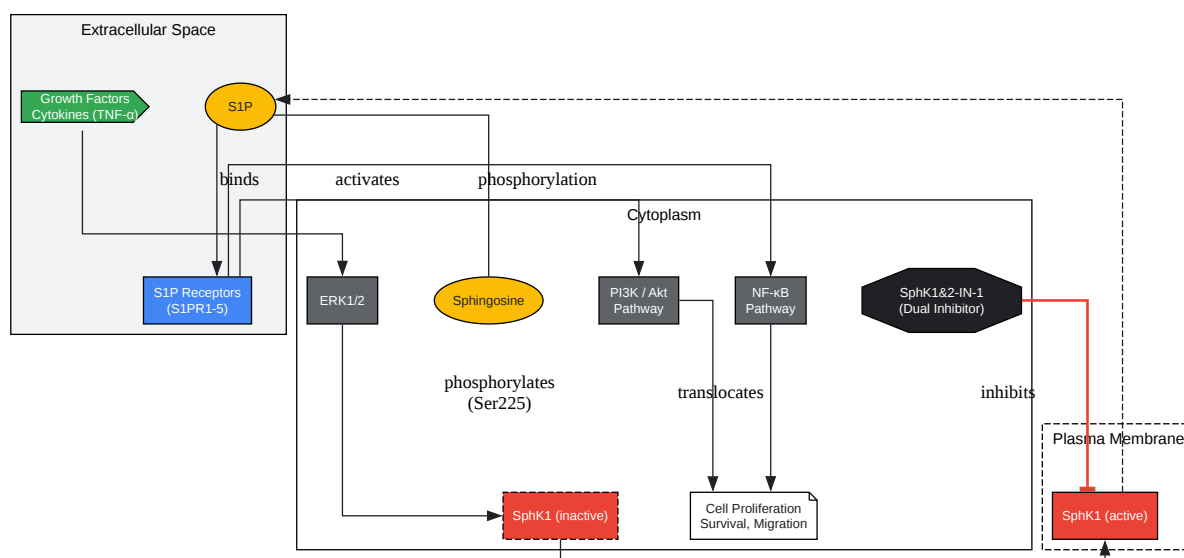 Extracellular Space
Growth Factors
Cytokines (TNF-α)
S1P
binds
activates
phosphorylation
Cytoplasm
S1P Receptors
(S1PR1-5)
ERK1/2
Sphingosine
PI3K / Akt
Pathway
NF-κB
Pathway
SphK1&2-IN-1
(Dual Inhibitor)
phosphorylates
(Ser225)
translocates
inhibits
Plasma Membrane
SphK1 (inactive)
Cell Proliferation
Survival, Migration
SphK1 (active)